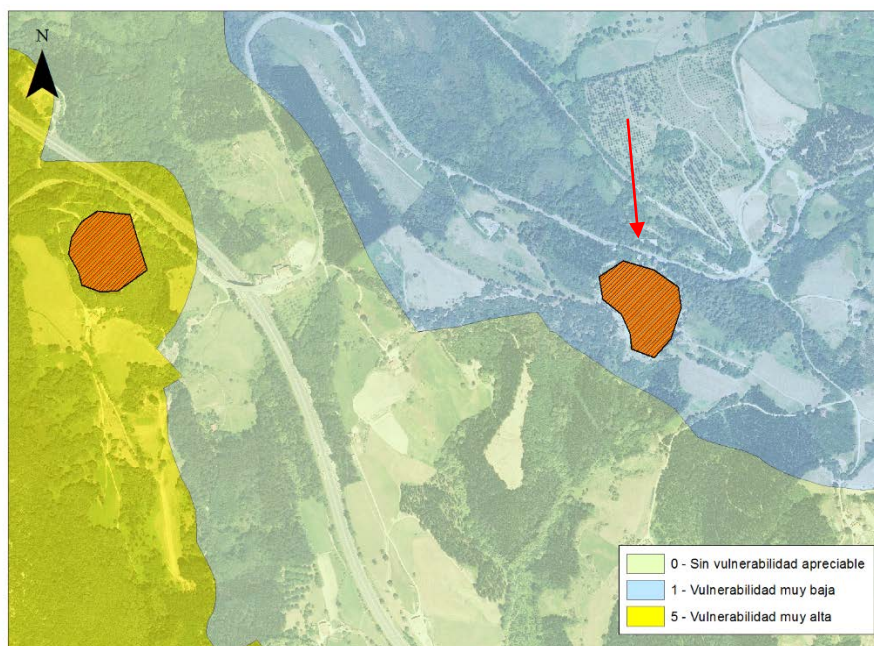 N
0 - Sin vulnerabilidad apreciable
1 - Vulnerabilidad muy baja
5 - Vulnerabilidad muy alta